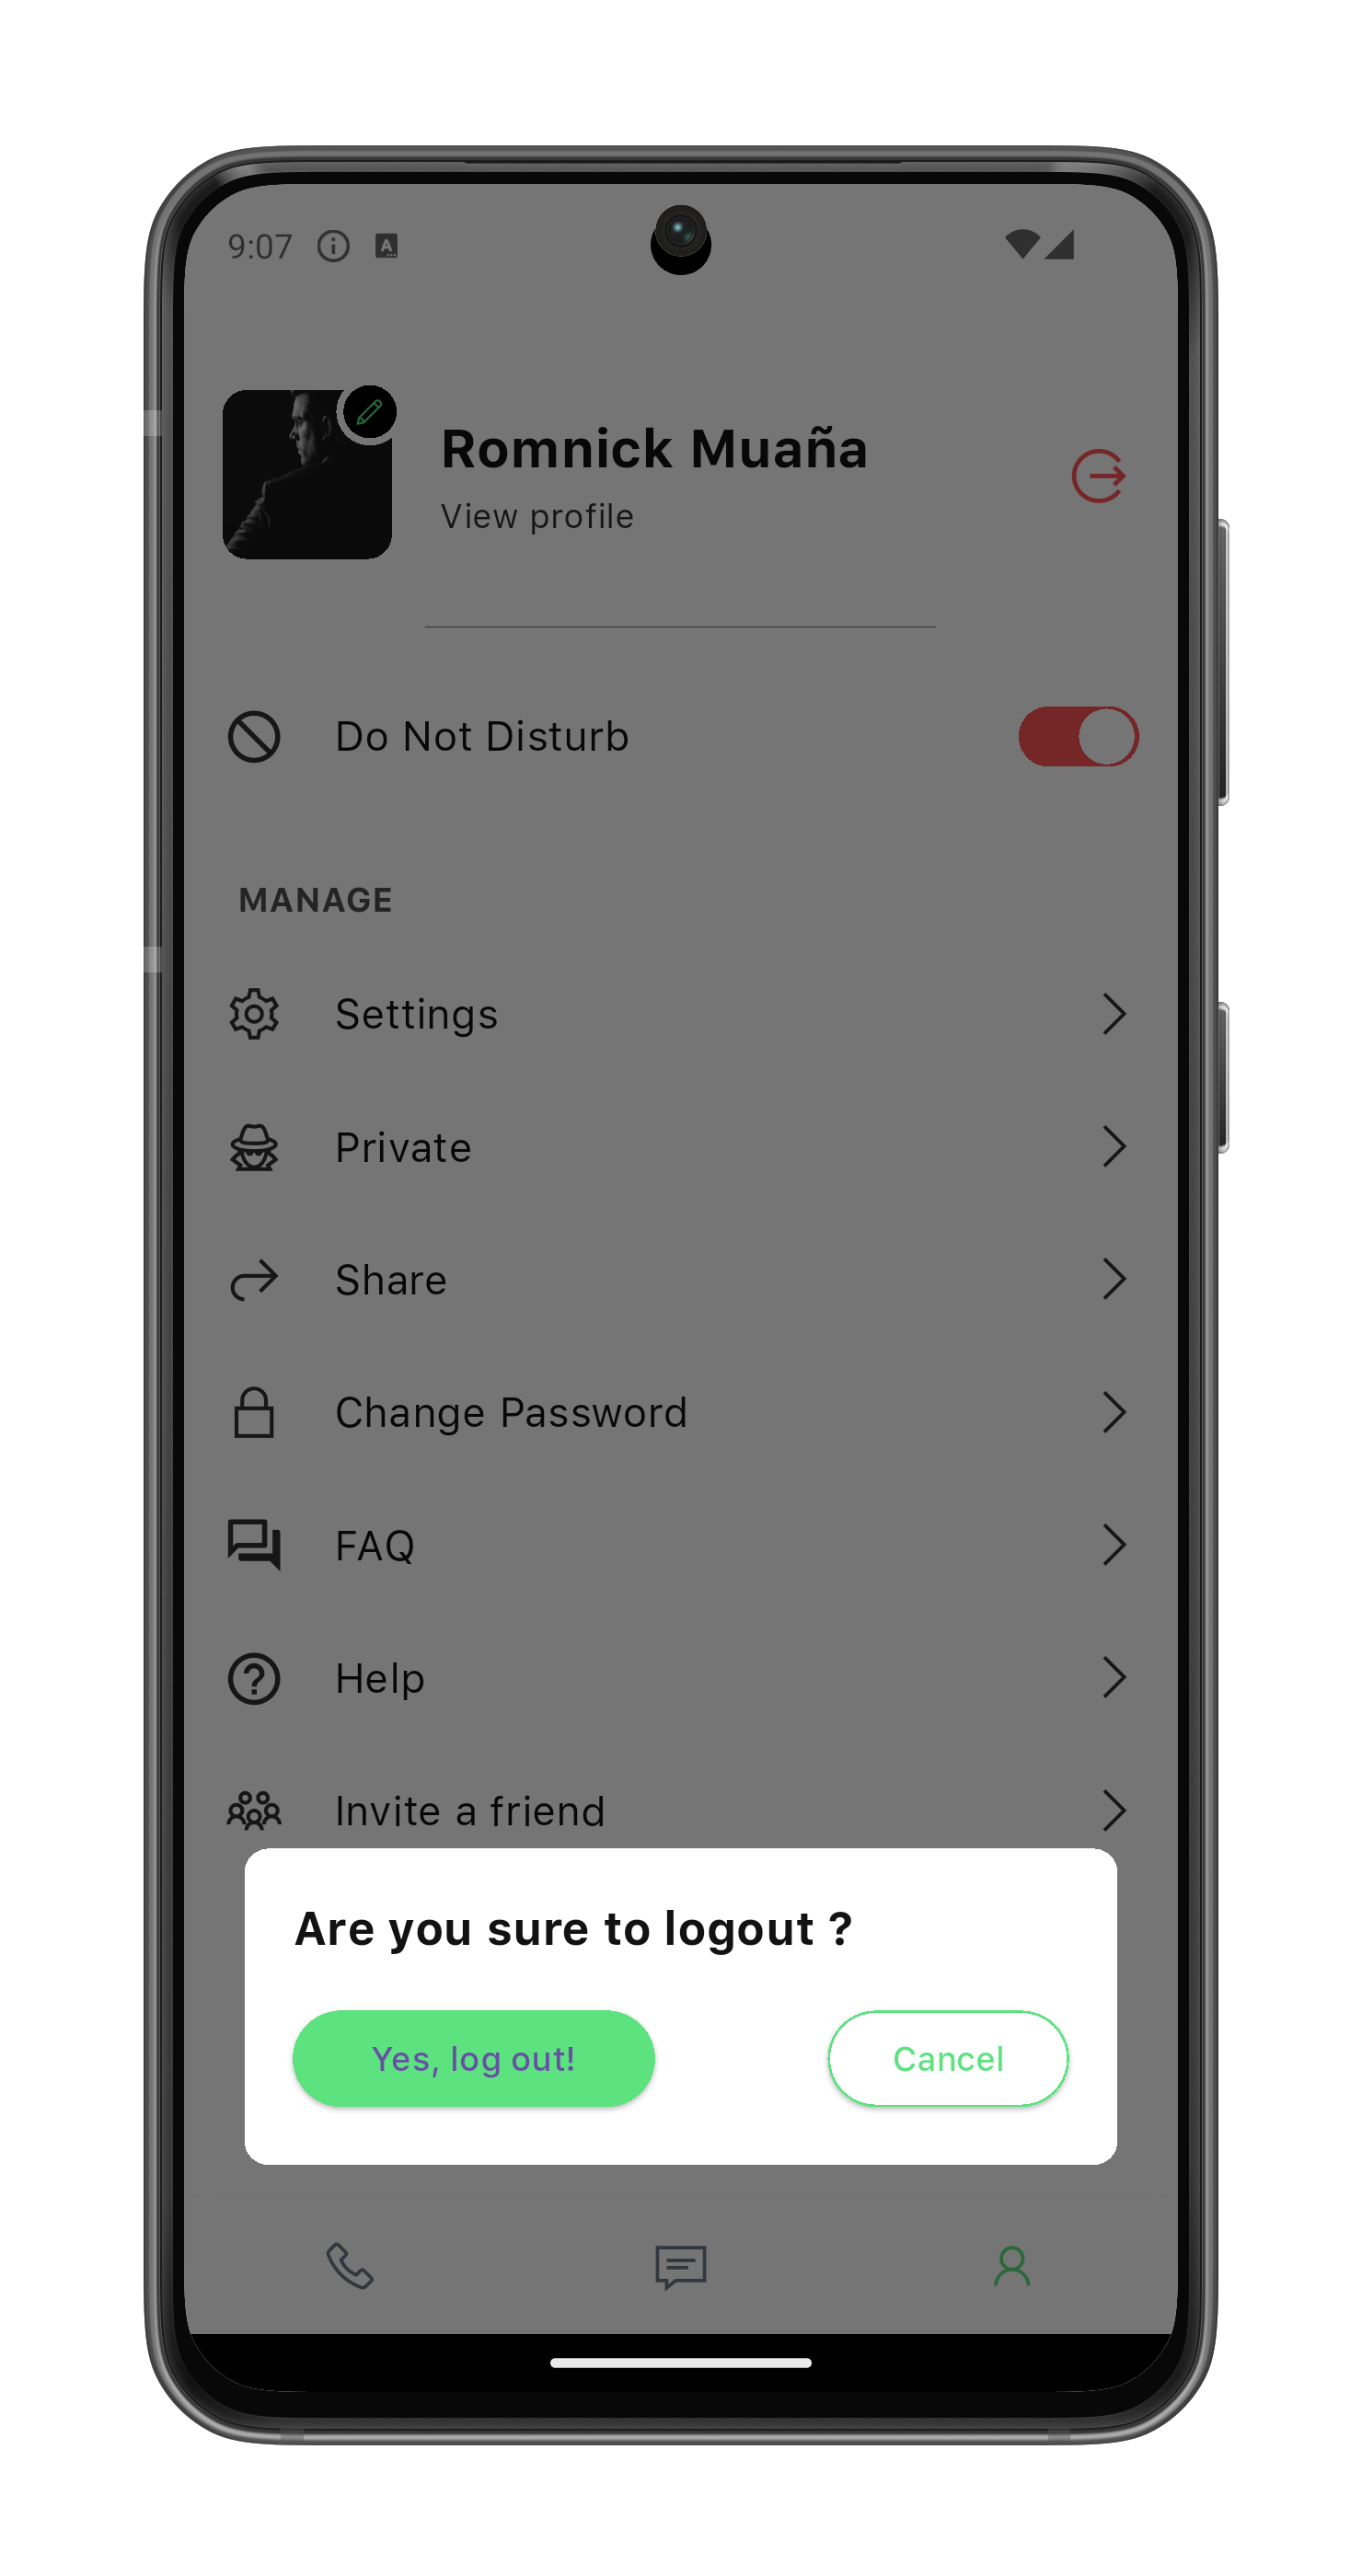 9:07
Romnick Muaña
View profile
Do Not Disturb
MANAGE
Settings
Private
Share
Change Password
FAQ
Help
Invite a friend
Are you sure to logout ?
Yes, log out!
Cancel